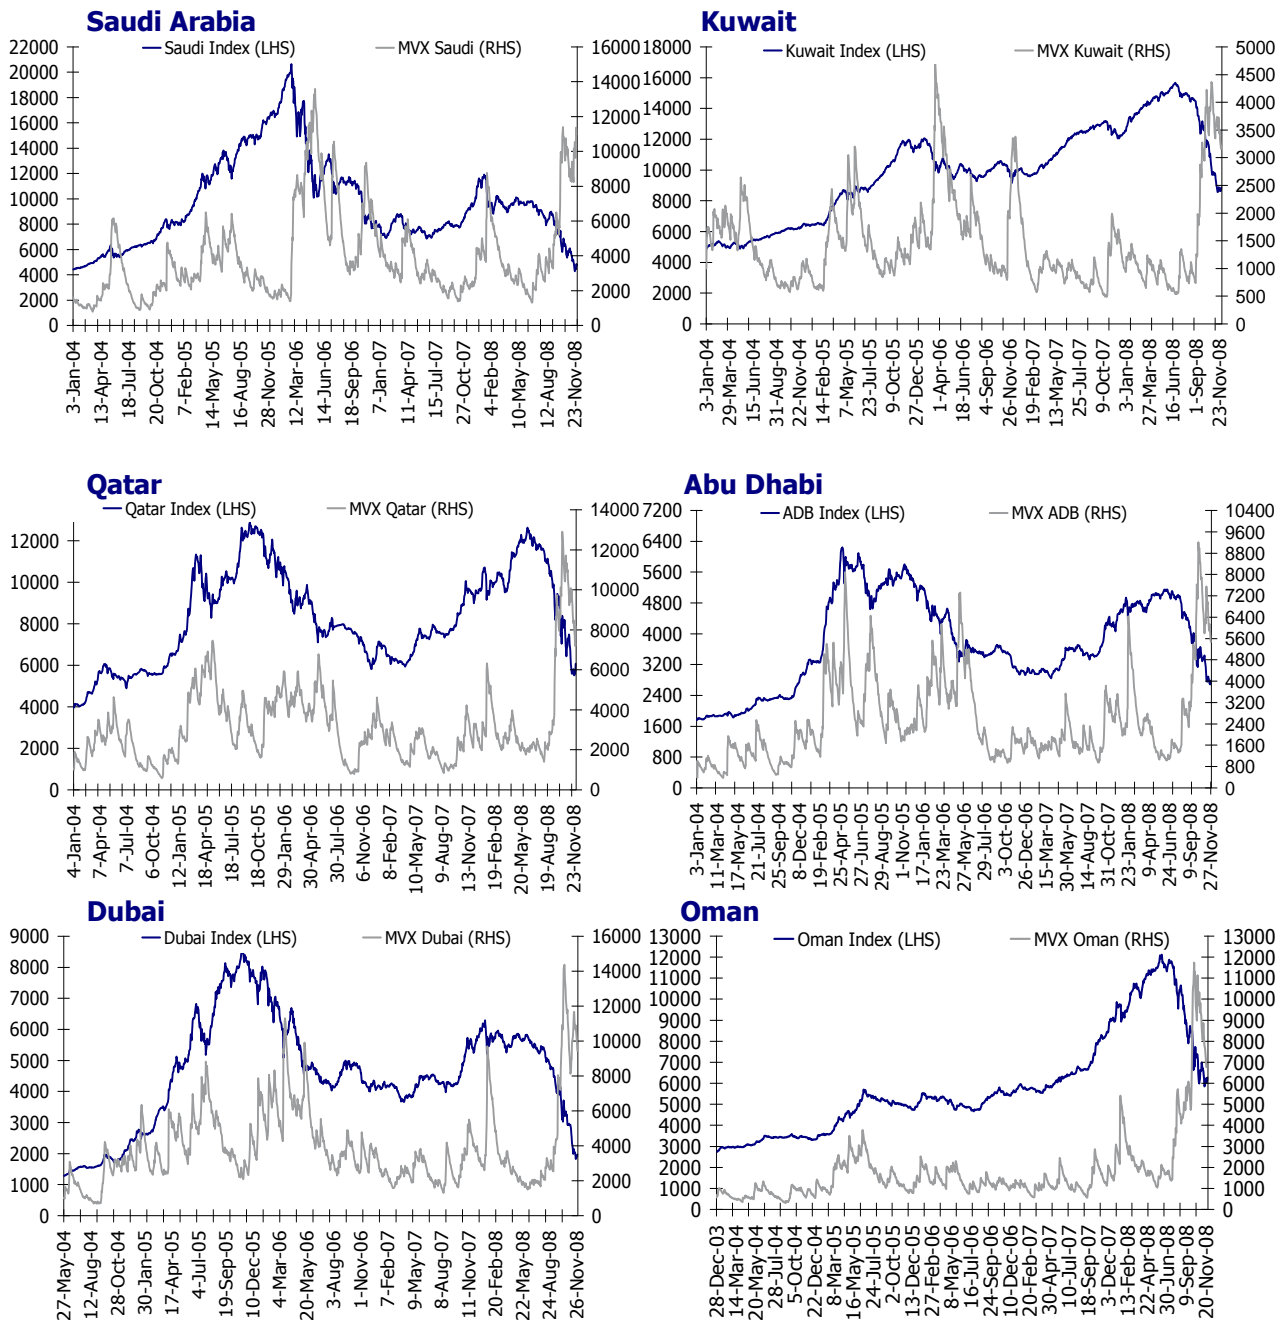 Saudi Arabia
Saudi Index (LHS) MVX Saudi (RHS)
22000
20000
18000
16000
14000
12000
10000
8000
6000
4000
2000
0
16000
14000
12000
10000
8000
6000
4000
2000
0
3-Jan-04
13-Apr-04
18-Jul-04
20-Oct-04
7-Feb-05
14-May-05
16-Aug-05
28-Nov-05
12-Mar-06
14-Jun-06
18-Sep-06
7-Jan-07
11-Apr-07
15-Jul-07
27-Oct-07
4-Feb-08
10-May-08
12-Aug-08
23-Nov-08
Kuwait
Kuwait Index (LHS) MVX Kuwait (RHS)
18000
16000
14000
12000
10000
8000
6000
4000
2000
0
5000
4500
4000
3500
3000
2500
2000
1500
1000
500
0
3-Jan-04
29-Mar-04
15-Jun-04
31-Aug-04
22-Nov-04
14-Feb-05
7-May-05
23-Jul-05
9-Oct-05
27-Dec-05
1-Apr-06
18-Jun-06
4-Sep-06
26-Nov-06
19-Feb-07
13-May-07
25-Jul-07
9-Oct-07
3-Jan-08
27-Mar-08
16-Jun-08
1-Sep-08
23-Nov-08
Qatar
Qatar Index (LHS) MVX Qatar (RHS)
12000
10000
8000
6000
4000
2000
0
14000
12000
10000
8000
6000
4000
2000
0
4-Jan-04
7-Apr-04
7-Jul-04
6-Oct-04
12-Jan-05
18-Apr-05
18-Jul-05
18-Oct-05
29-Jan-06
30-Apr-06
30-Jul-06
6-Nov-06
8-Feb-07
10-May-07
9-Aug-07
13-Nov-07
19-Feb-08
20-May-08
19-Aug-08
23-Nov-08
Abu Dhabi
ADB Index (LHS) MVX ADB (RHS)
7200
6400
5600
4800
4000
3200
2400
1600
800
0
10400
9600
8800
8000
7200
6400
5600
4800
4000
3200
2400
1600
800
0
3-Jan-04
11-Mar-04
17-May-04
21-Jul-04
25-Sep-04
8-Dec-04
19-Feb-05
25-Apr-05
27-Jun-05
29-Aug-05
1-Nov-05
17-Jan-06
23-Mar-06
27-May-06
29-Jul-06
3-Oct-06
26-Dec-06
15-Mar-07
30-May-07
14-Aug-07
31-Oct-07
23-Jan-08
9-Apr-08
24-Jun-08
9-Sep-08
27-Nov-08
Dubai
Dubai Index (LHS) MVX Dubai (RHS)
9000
8000
7000
6000
5000
4000
3000
2000
1000
0
16000
14000
12000
10000
8000
6000
4000
2000
0
27-May-04
12-Aug-04
28-Oct-04
30-Jan-05
17-Apr-05
4-Jul-05
19-Sep-05
10-Dec-05
4-Mar-06
20-May-06
3-Aug-06
1-Nov-06
7-Feb-07
26-May-07
24-Aug-07
11-Nov-07
20-Feb-08
22-May-08
24-Aug-08
26-Nov-08
Oman
Oman Index (LHS) MVX Oman (RHS)
13000
12000
11000
10000
9000
8000
7000
6000
5000
4000
3000
2000
1000
0
13000
12000
11000
10000
9000
8000
7000
6000
5000
4000
3000
2000
1000
0
28-Dec-03
14-Mar-04
20-May-04
28-Jul-04
5-Oct-04
22-Dec-04
8-Mar-05
16-May-05
24-Jul-05
2-Oct-05
13-Dec-05
27-Feb-06
8-May-06
16-Jul-06
24-Sep-06
6-Dec-06
20-Feb-07
30-Apr-07
10-Jul-07
18-Sep-07
3-Dec-07
13-Feb-08
22-Apr-08
30-Jun-08
9-Sep-08
20-Nov-08